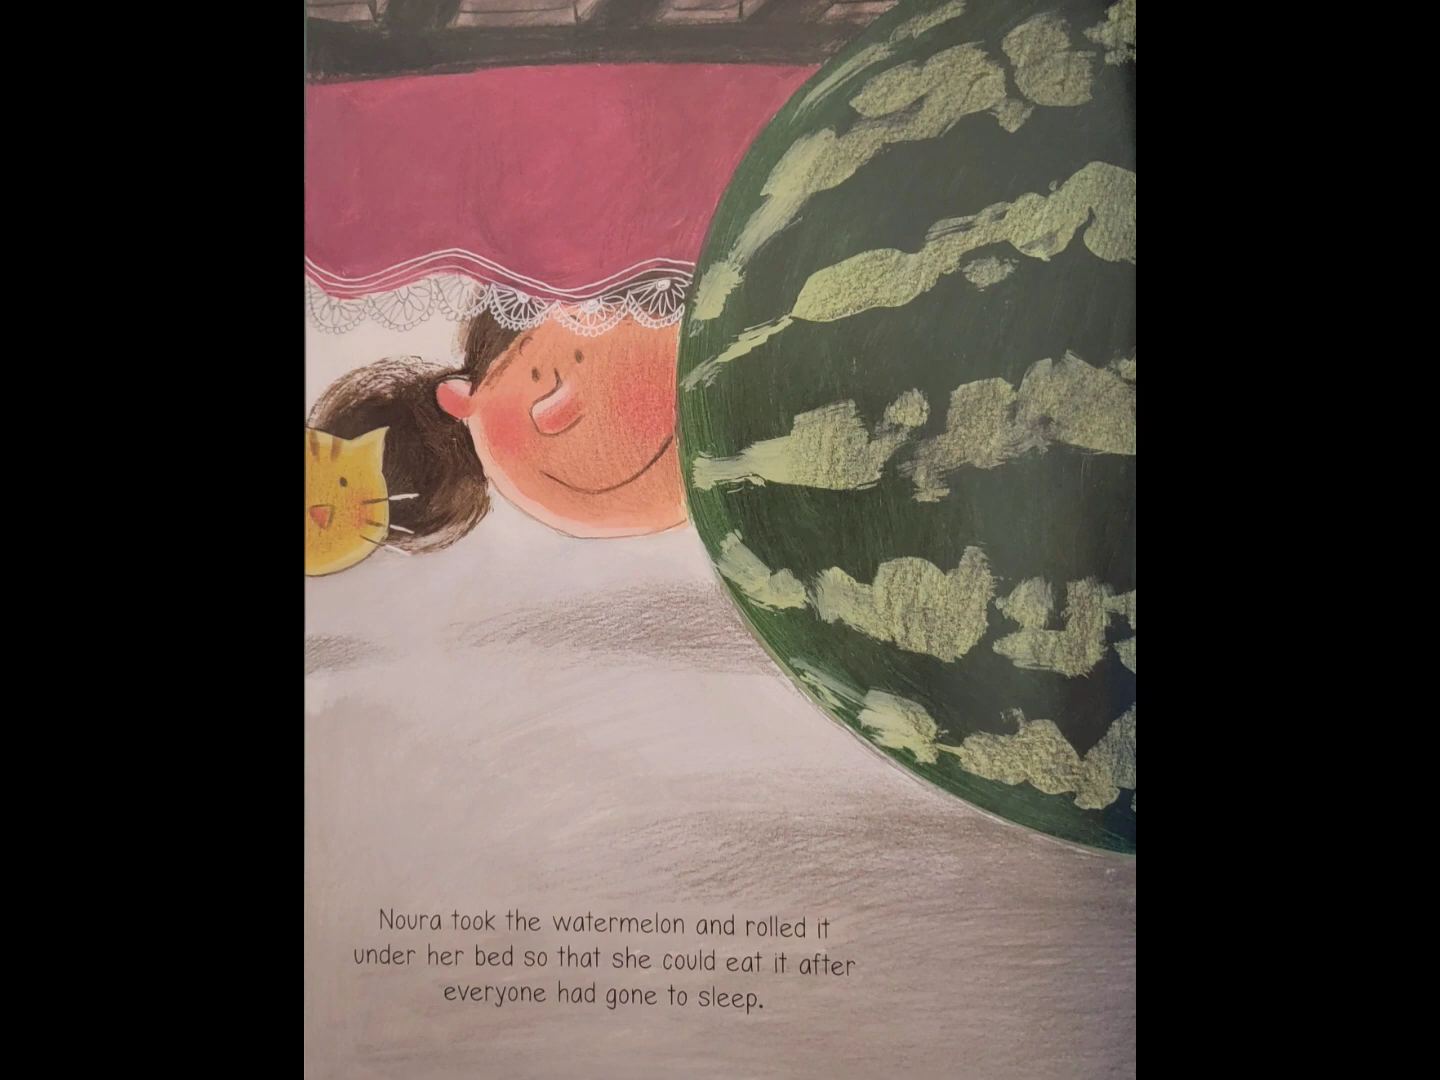 Noura took the watermelon and rolled it
under her bed so that she could eat it after
everyone had gone to sleep.